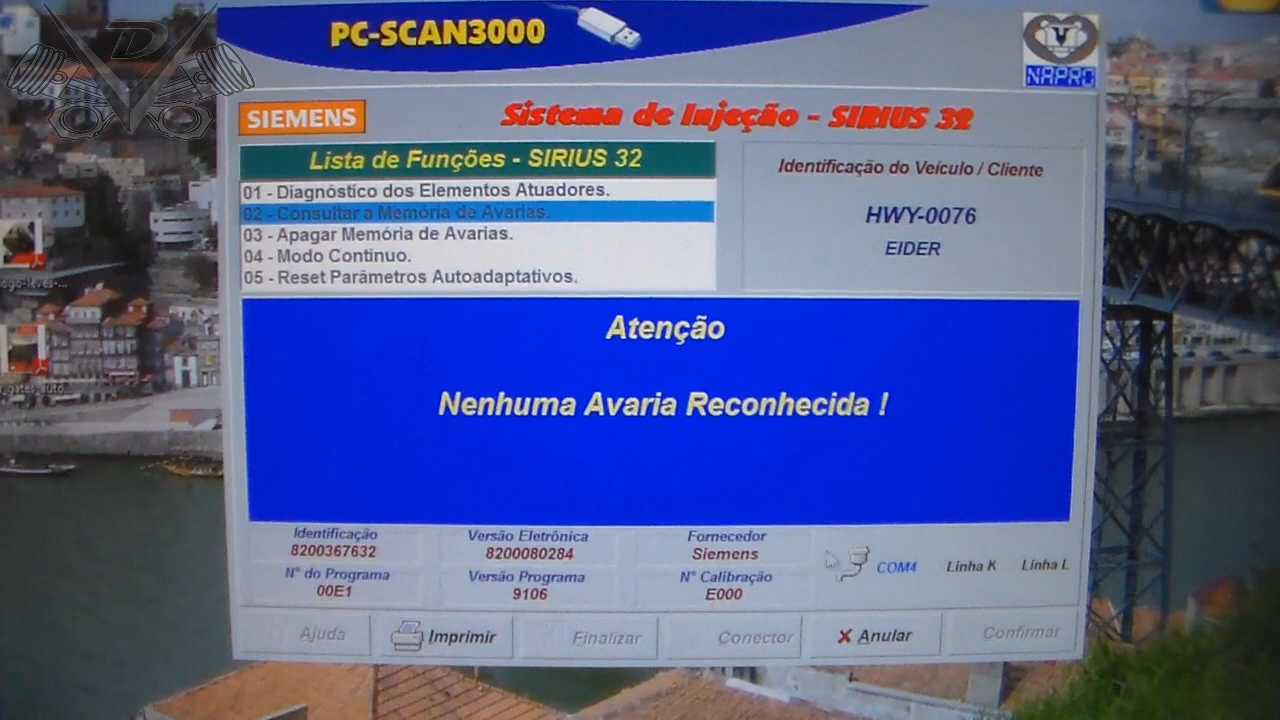 PC-SCAN3000
NAPRO
SIEMENS
Sistema de Injeção - SIRIUS 32
Lista de Funções - SIRIUS 32
01 - Diagnóstico dos Elementos Atuadores.
02 - Consultar a Memória de Avarias.
03 - Apagar Memória de Avarias.
04 - Modo Continuo.
05 - Reset Parâmetros Autoadaptativos.
Identificação do Veículo / Cliente
HWY-0076
EIDER
Atenção
Nenhuma Avaria Reconhecida !
Identificação
8200367632
Versão Eletrônica
8200080284
Fornecedor
Siemens
N° do Programa
00E1
Versão Programa
9106
N° Calibração
E000
COM4
Linha K
Linha L
Ajuda
Imprimir
Finalizar
Conector
Anular
Confirmar